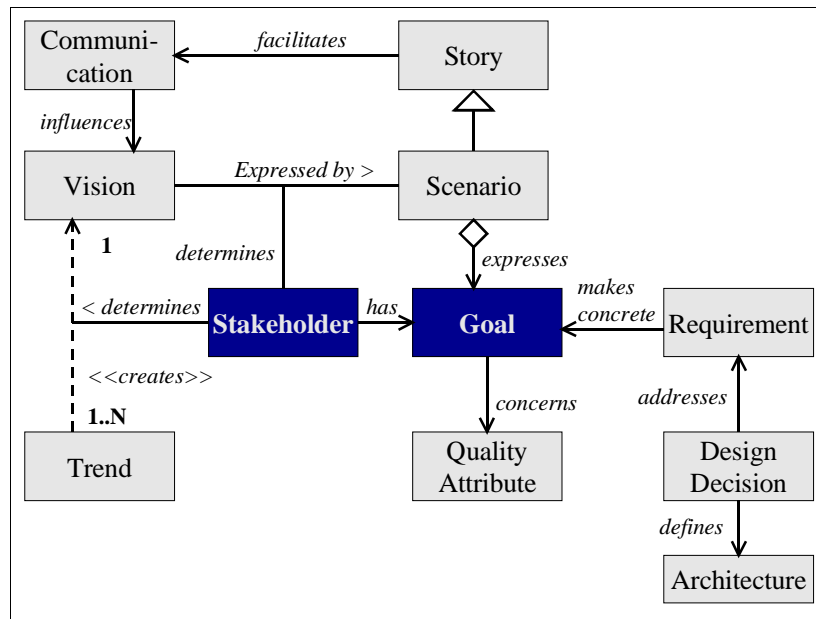 Communi-
cation
facilitates
Story
influences
Vision
Expressed by >
Scenario
1
determines
expresses
< determines
Stakeholder
has
Goal
makes
concrete
Requirement
<<creates>>
concerns
addresses
1..N
Trend
Quality
Attribute
Design
Decision
defines
Architecture